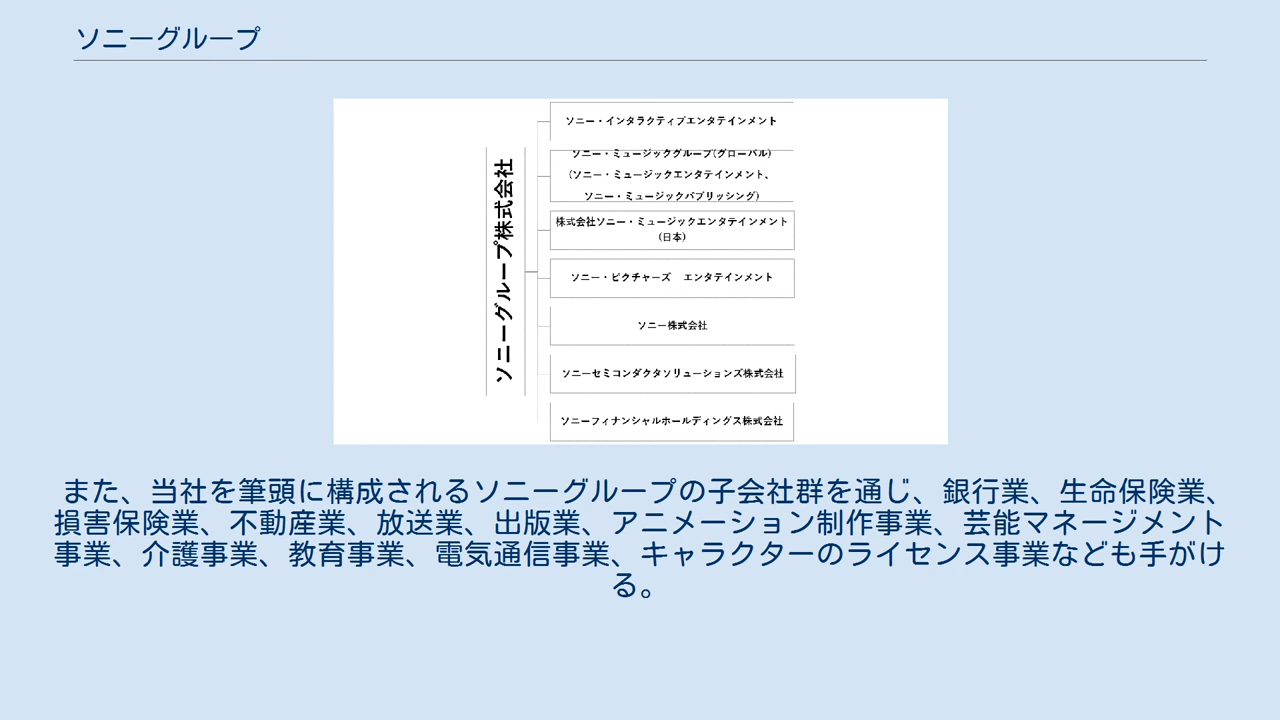 ソニーグループ
ソニーグループ株式会社
ソニー・インタラクティブエンタテインメント
ソニー・ミュージックグループ(グローバル)
(ソニー・ミュージックエンタテインメント、
ソニー・ミュージックパブリッシング)
株式会社ソニー・ミュージックエンタテインメント
(日本)
ソニー・ピクチャーズ　エンタテインメント
ソニー株式会社
ソニーセミコンダクタソリューションズ株式会社
ソニーフィナンシャルホールディングス株式会社
また、当社を筆頭に構成されるソニーグループの子会社群を通じ、銀行業、生命保険業、
損害保険業、不動産業、放送業、出版業、アニメーション制作事業、芸能マネージメント
事業、介護事業、教育事業、電気通信事業、キャラクターのライセンス事業なども手がけ
る。